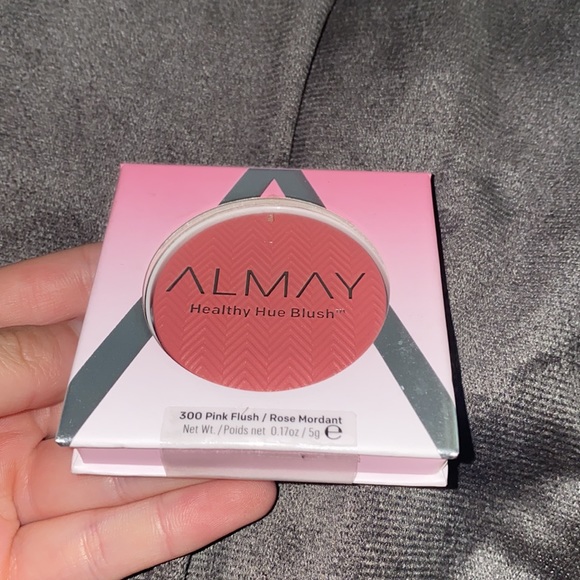 ALMAY
Healthy Hue Blush™
300 Pink Flush / Rose Mordant
Net Wt. /Poids net 0.17oz / 5g ℮